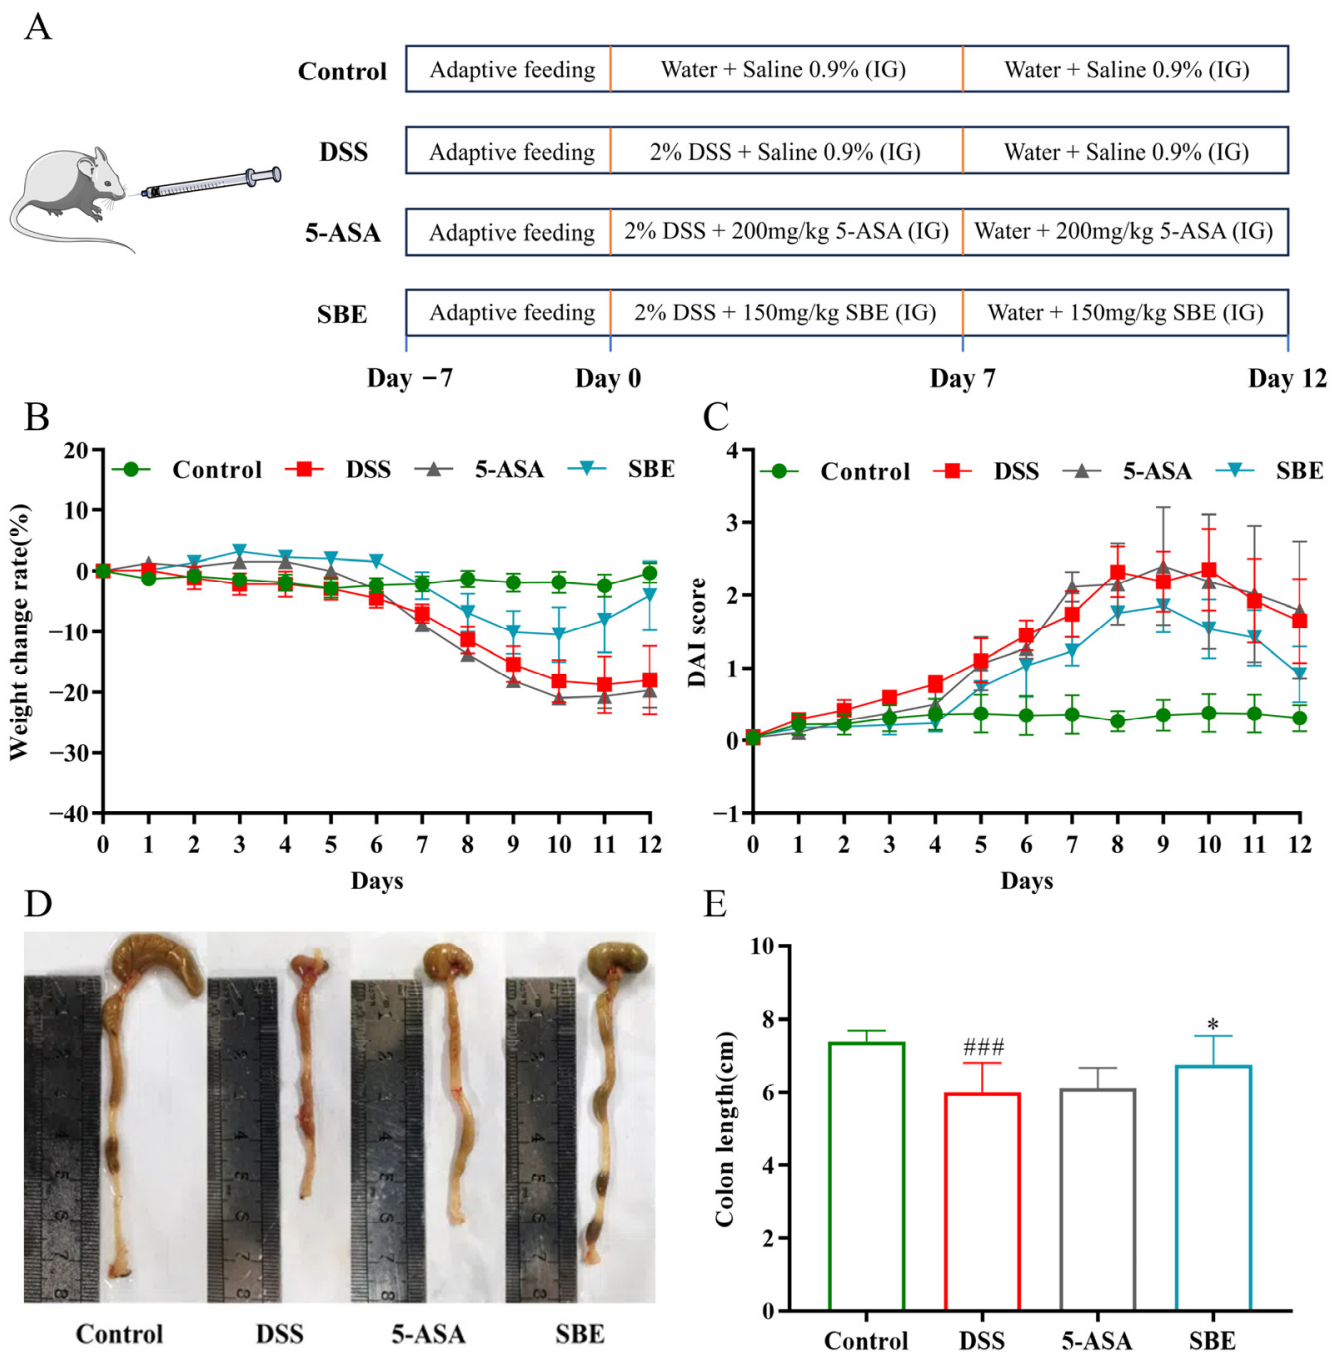 A
Control
Adaptive feeding
Water + Saline 0.9% (IG)
Water + Saline 0.9% (IG)
DSS
Adaptive feeding
2% DSS + Saline 0.9% (IG)
Water + Saline 0.9% (IG)
5-ASA
Adaptive feeding
2% DSS + 200mg/kg 5-ASA (IG)
Water + 200mg/kg 5-ASA (IG)
SBE
Adaptive feeding
2% DSS + 150mg/kg SBE (IG)
Water + 150mg/kg SBE (IG)
Day −7
Day 0
Day 7
Day 12
B
Control DSS 5-ASA SBE
Weight change rate(%)
20
10
0
−10
−20
−30
−40
0 1 2 3 4 5 6 7 8 9 10 11 12
Days
C
Control DSS 5-ASA SBE
DAI score
4
3
2
1
0
−1
0 1 2 3 4 5 6 7 8 9 10 11 12
Days
D
Control DSS 5-ASA SBE
E
Colon length(cm)
10
8
6
4
2
0
###
*
Control DSS 5-ASA SBE